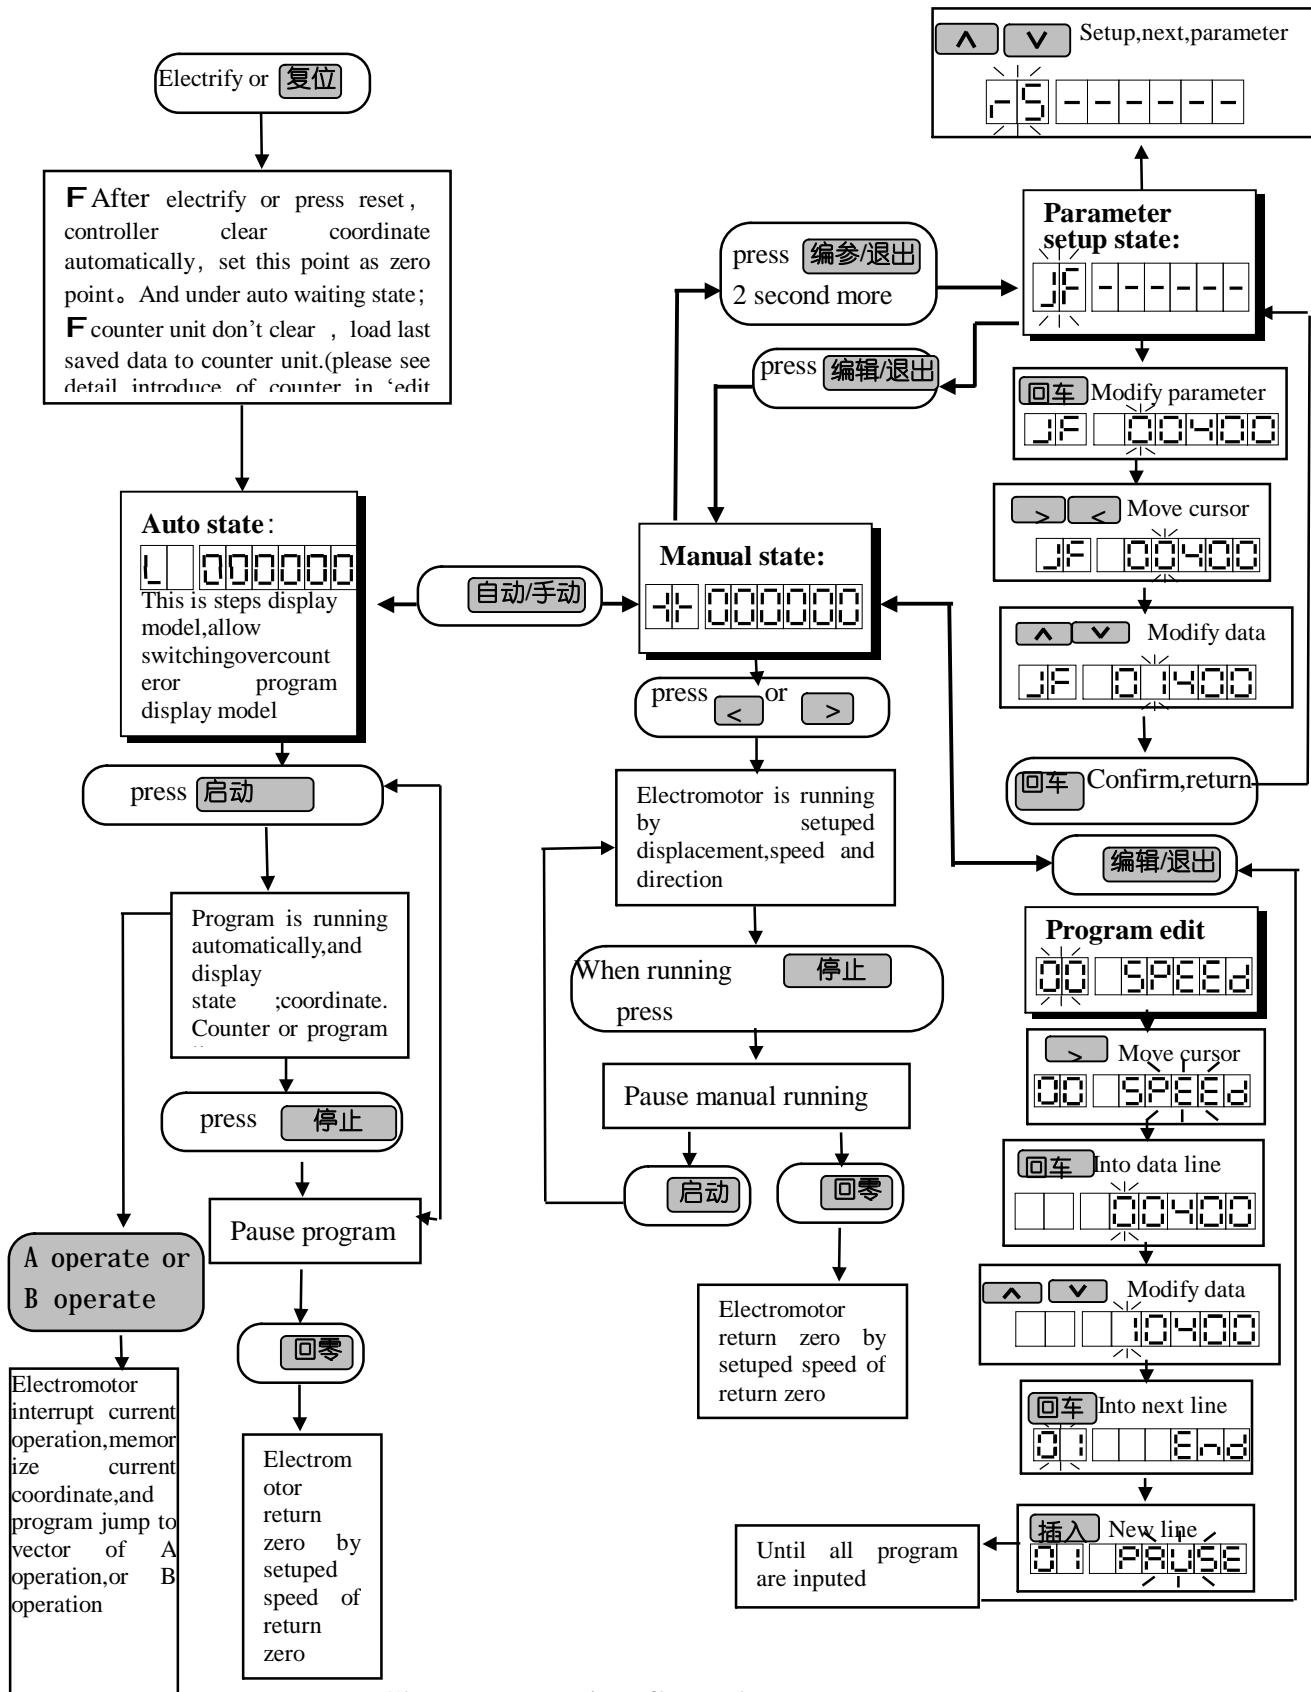 Electrify or 复位
F After electrify or press reset，
controller clear coordinate
automatically，set this point as zero
point。And under auto waiting state；
F counter unit don't clear ，load last
saved data to counter unit.(please see
detail introduce of counter in ‘edit
Auto state：
L 000000
This is steps display
model,allow
switchingovercount
eror program
display model
press 启动
Program is running
automatically,and
display
state ;coordinate.
Counter or program
press 停止
Pause program
A operate or
B operate
回零
Electromotor
interrupt current
operation,memor
ize current
coordinate,and
program jump to
vector of A
operation,or B
operation
Electrom
otor
return
zero by
setuped
speed of
return
zero
自动/手动
press 编参/退出
2 second more
press 编辑/退出
Manual state:
000000
press < or >
Electromotor is running
by setuped
displacement,speed and
direction
When running 停止
press
Pause manual running
启动
回零
Electromotor
return zero by
setuped speed of
return zero
∧ ∨ Setup,next,parameter
rS ------
Parameter
setup state:
JF ------
回车 Modify parameter
JF 00400
> < Move cursor
JF 00400
∧ ∨ Modify data
JF 01400
回车 Confirm,return
编辑/退出
Program edit
00 SPEEd
> Move cursor
00 SPEEd
回车 Into data line
00400
∧ ∨ Modify data
10400
回车 Into next line
01 End
插入 New line
01 PAUSE
Until all program
are inputed